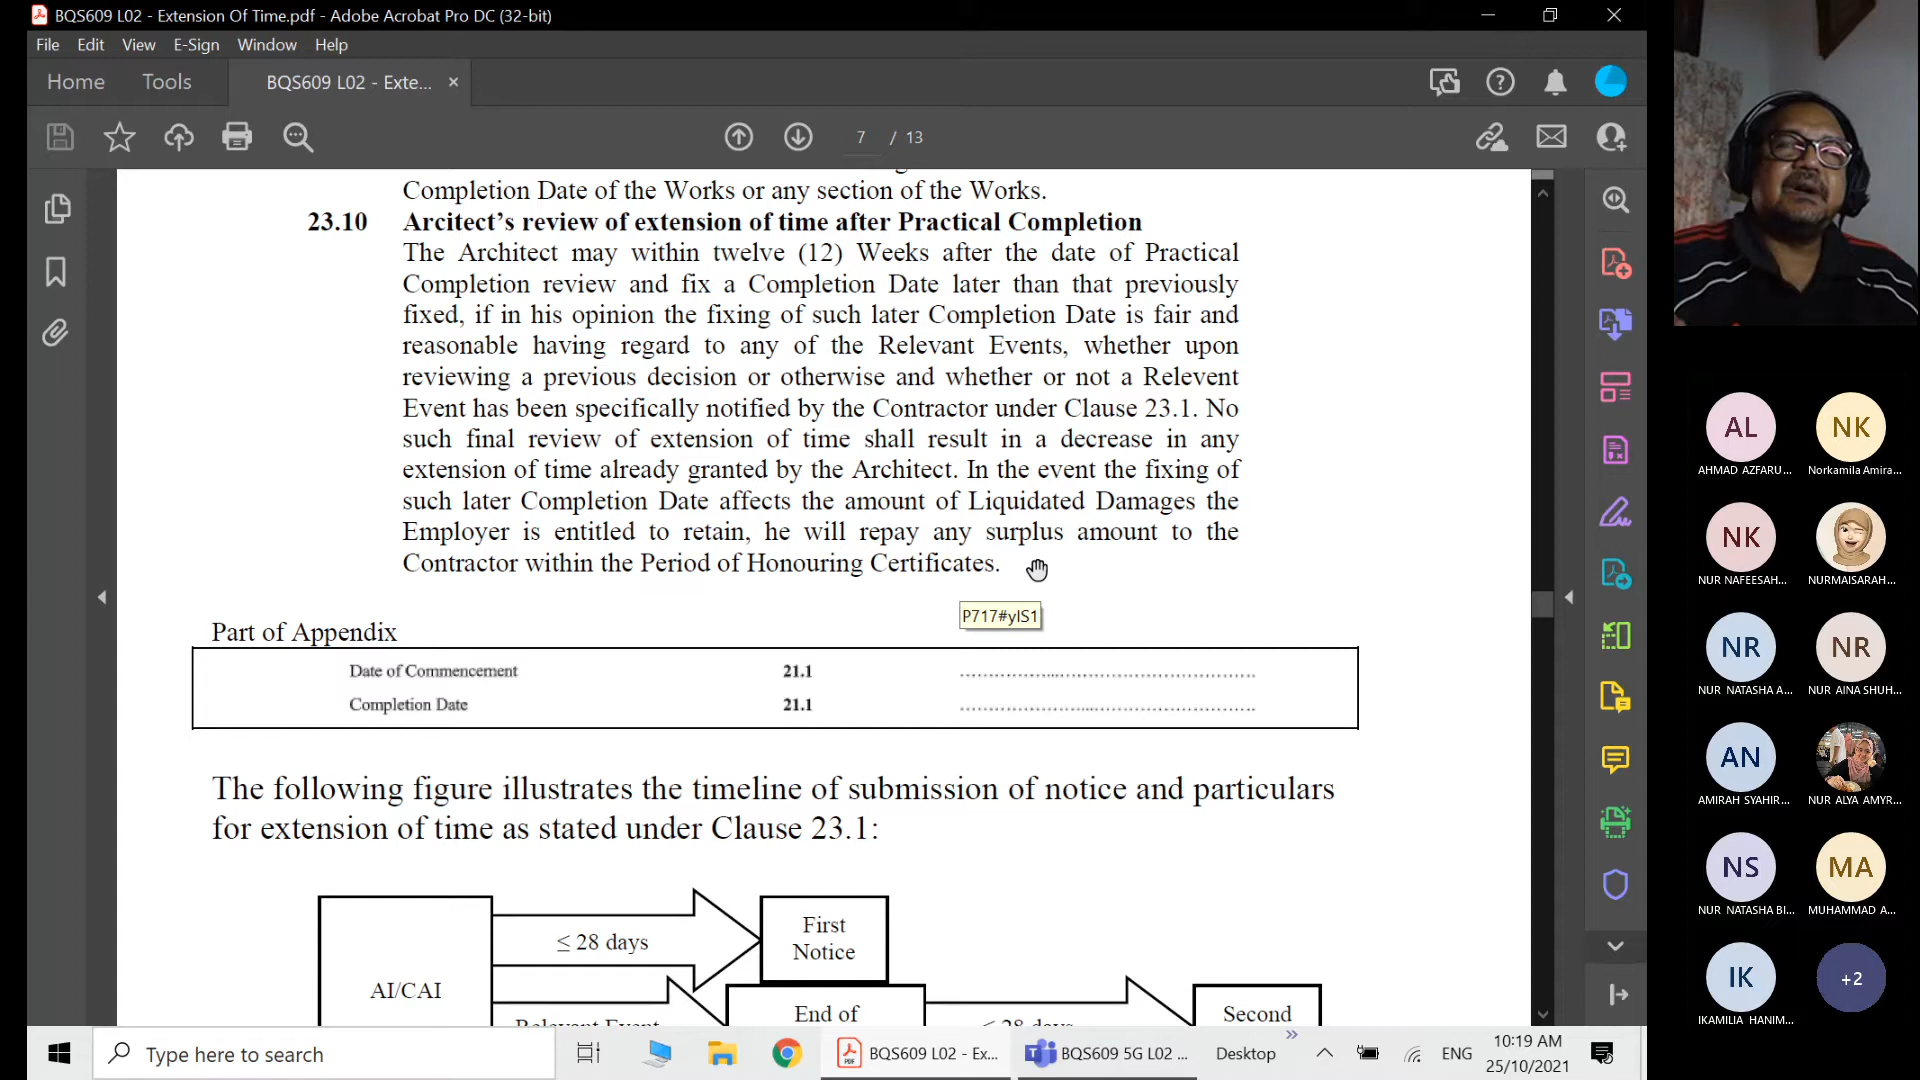 BQS609 L02 - Extension Of Time.pdf - Adobe Acrobat Pro DC (32-bit)
File Edit View E-Sign Window Help
Home Tools BQS609 L02 - Exte... ×
7 / 13
Completion Date of the Works or any section of the Works.
23.10 Arcitect's review of extension of time after Practical Completion
The Architect may within twelve (12) Weeks after the date of Practical
Completion review and fix a Completion Date later than that previously
fixed, if in his opinion the fixing of such later Completion Date is fair and
reasonable having regard to any of the Relevant Events, whether upon
reviewing a previous decision or otherwise and whether or not a Relevent
Event has been specifically notified by the Contractor under Clause 23.1. No
such final review of extension of time shall result in a decrease in any
extension of time already granted by the Architect. In the event the fixing of
such later Completion Date affects the amount of Liquidated Damages the
Employer is entitled to retain, he will repay any surplus amount to the
Contractor within the Period of Honouring Certificates.
P717#yIS1
Part of Appendix
Date of Commencement 21.1
Completion Date 21.1
The following figure illustrates the timeline of submission of notice and particulars
for extension of time as stated under Clause 23.1:
≤ 28 days
First
Notice
AI/CAI
Relevant Event
End of
≤ 28 days
Second
AL NK
AHMAD AZFARU... Norkamila Amira...
NK
NUR NAFEESAH... NURMAISARAH...
NR NR
NUR NATASHA A... NUR AINA SHUH...
AN
AMIRAH SYAHIR... NUR ALYA AMYR...
NS MA
NUR NATASHA BI... MUHAMMAD A...
IK +2
IKAMILIA HANIM...
Type here to search
BQS609 L02 - Ex... BQS609 5G L02 ... Desktop ENG
10:19 AM
25/10/2021